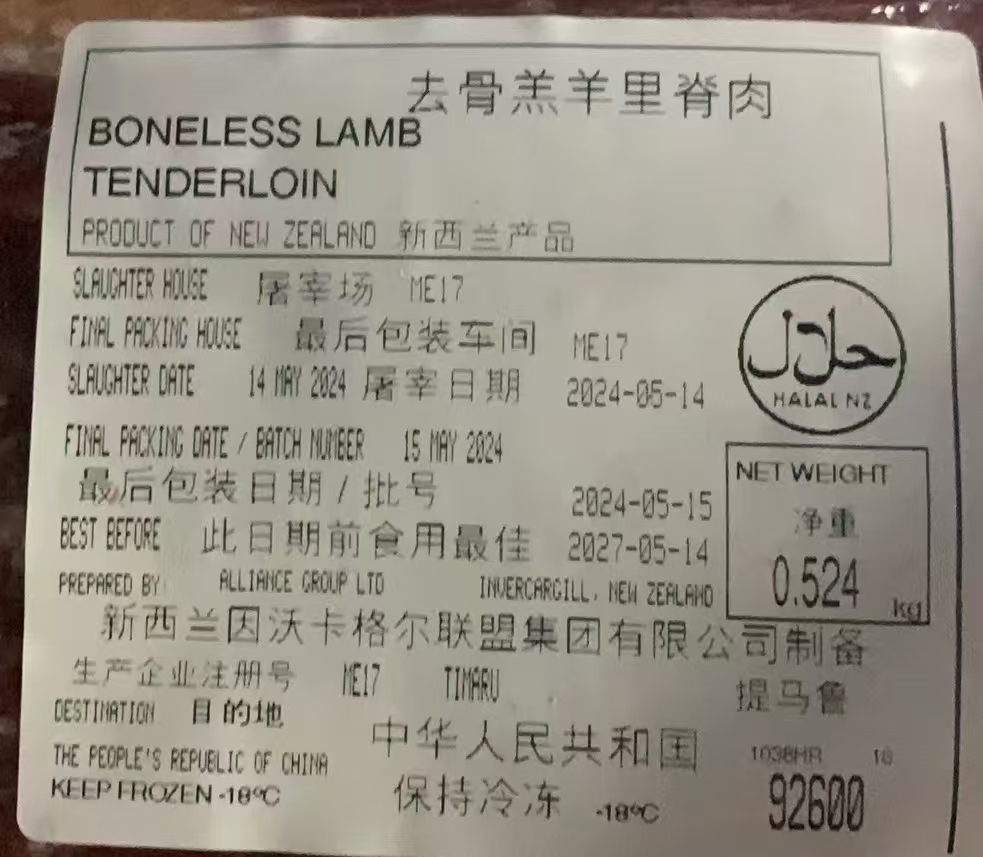 去骨羔羊里脊肉
BONELESS LAMB
TENDERLOIN
PRODUCT OF NEW ZEALAND 新西兰产品
SLAUGHTER HOUSE 屠宰场 ME17
FINAL PACKING HOUSE 最后包装车间 ME17
SLAUGHTER DATE 14 MAY 2024 屠宰日期 2024-05-14
حلال
HALAL NZ
FINAL PACKING DATE / BATCH NUMBER 15 MAY 2024
最后包装日期 / 批号 2024-05-15
BEST BEFORE 此日期前食用最佳 2027-05-14
NET WEIGHT
净重
0.524 kg
PREPARED BY: ALLIANCE GROUP LTD INVERCARGILL, NEW ZEALAND
新西兰因沃卡格尔联盟集团有限公司制备
生产企业注册号 ME17 TIMARU 提马鲁
DESTINATION 目的地 中华人民共和国
THE PEOPLE'S REPUBLIC OF CHINA
KEEP FROZEN -18ºC 保持冷冻 -18ºC
1038HR 10
92600